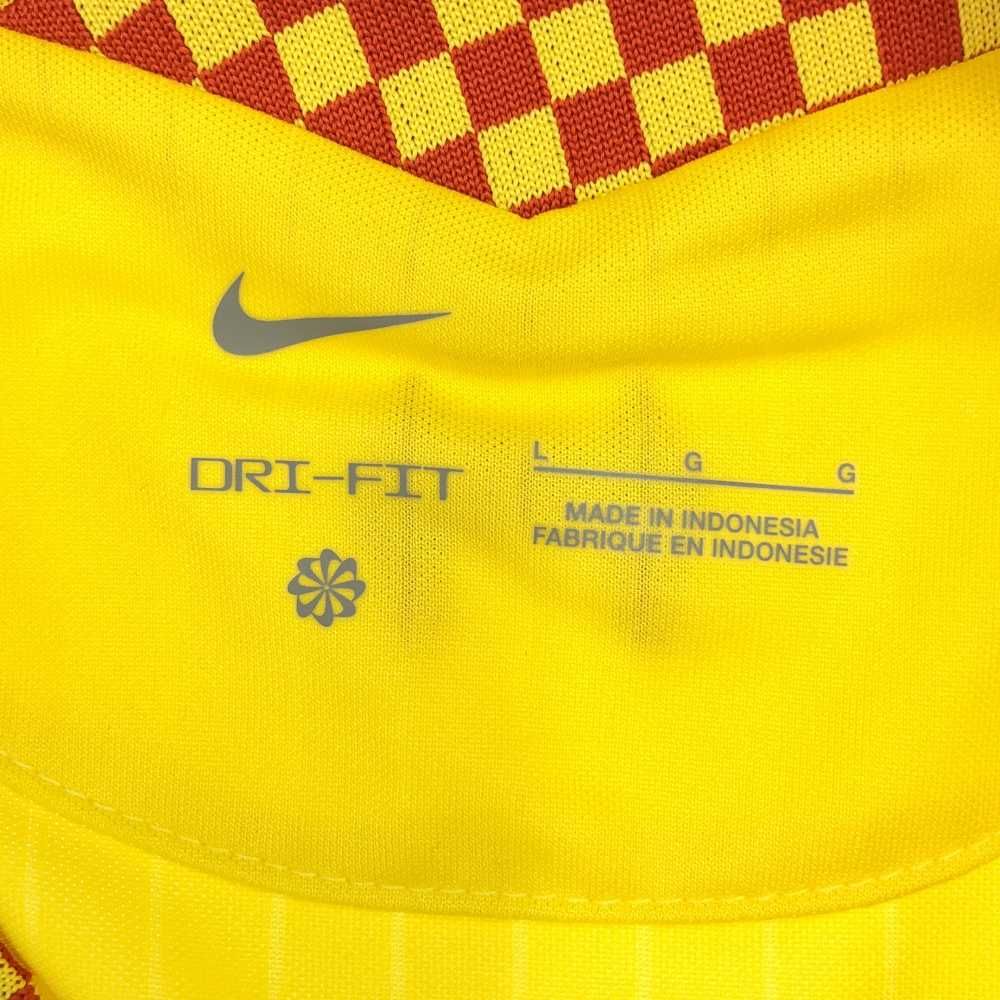 DRI-FIT
L G G
MADE IN INDONESIA
FABRIQUE EN INDONESIE